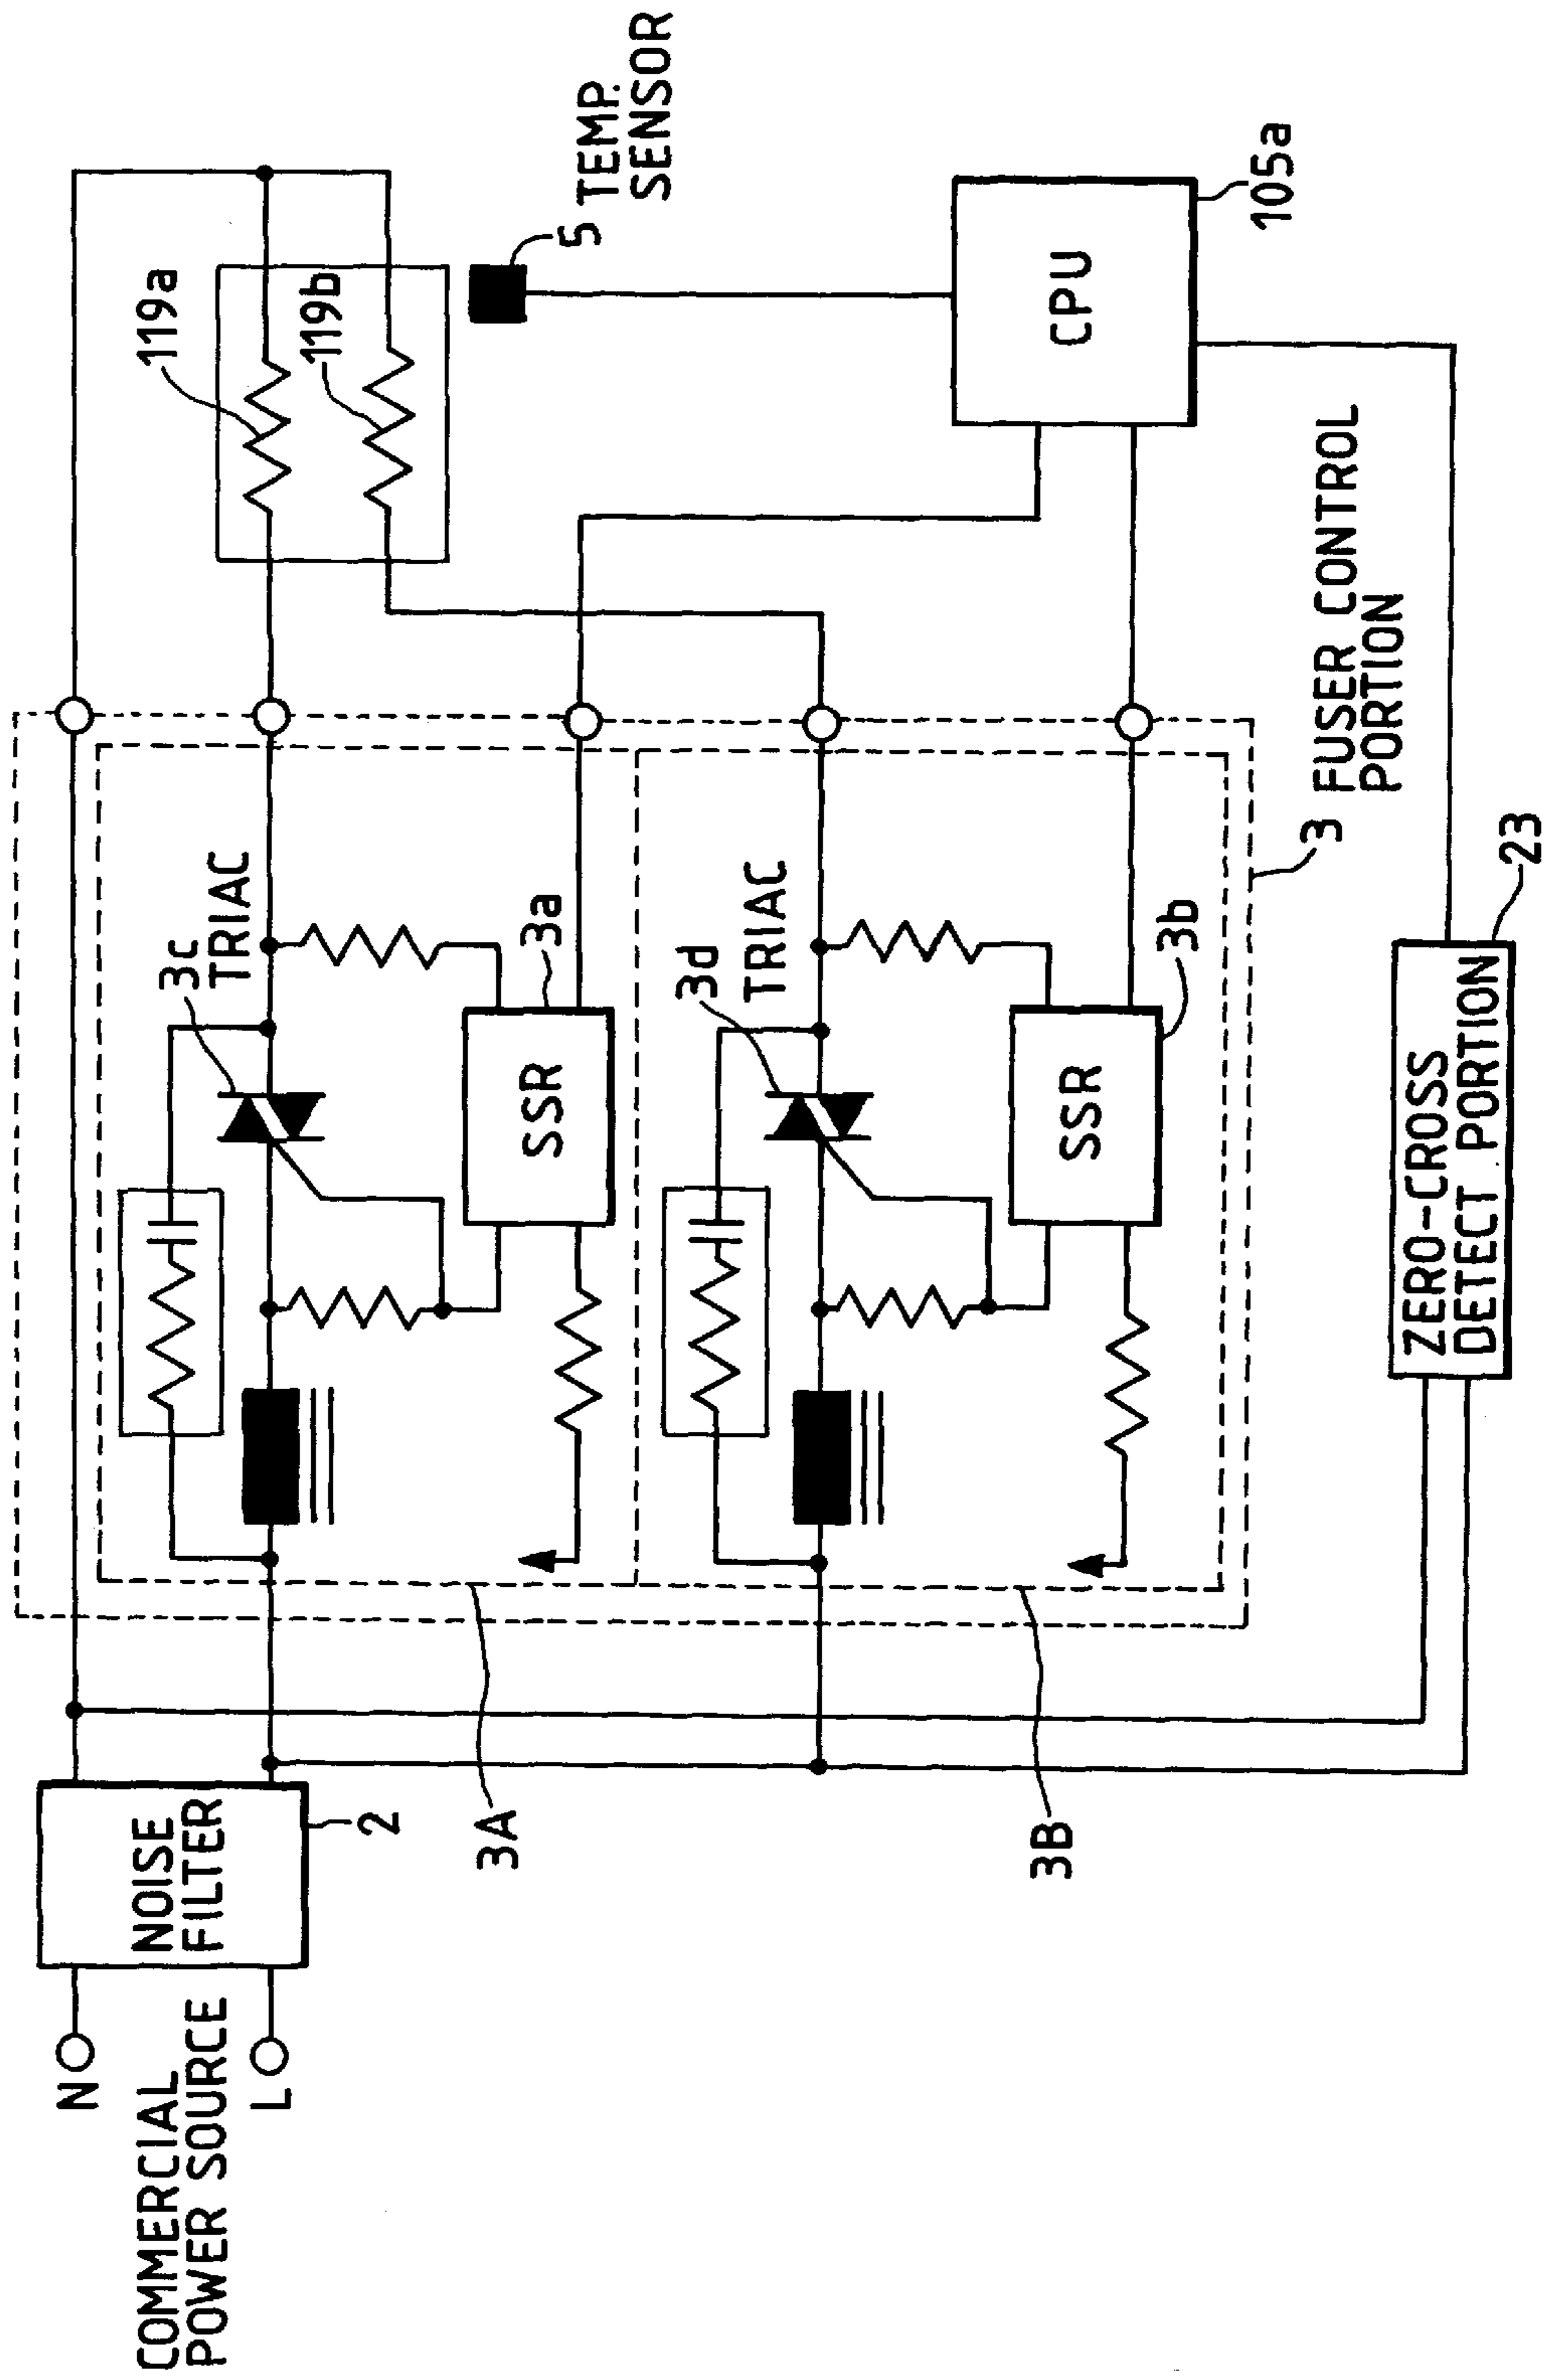 COMMERCIAL
POWER SOURCE
N
L
NOISE
FILTER
2
3A
3B
3c
TRIAC
SSR
3a
3d
TRIAC
SSR
3b
3 FUSER CONTROL
PORTION
119a
119b
5 TEMP.
SENSOR
CPU
105a
ZERO-CROSS
DETECT PORTION
23